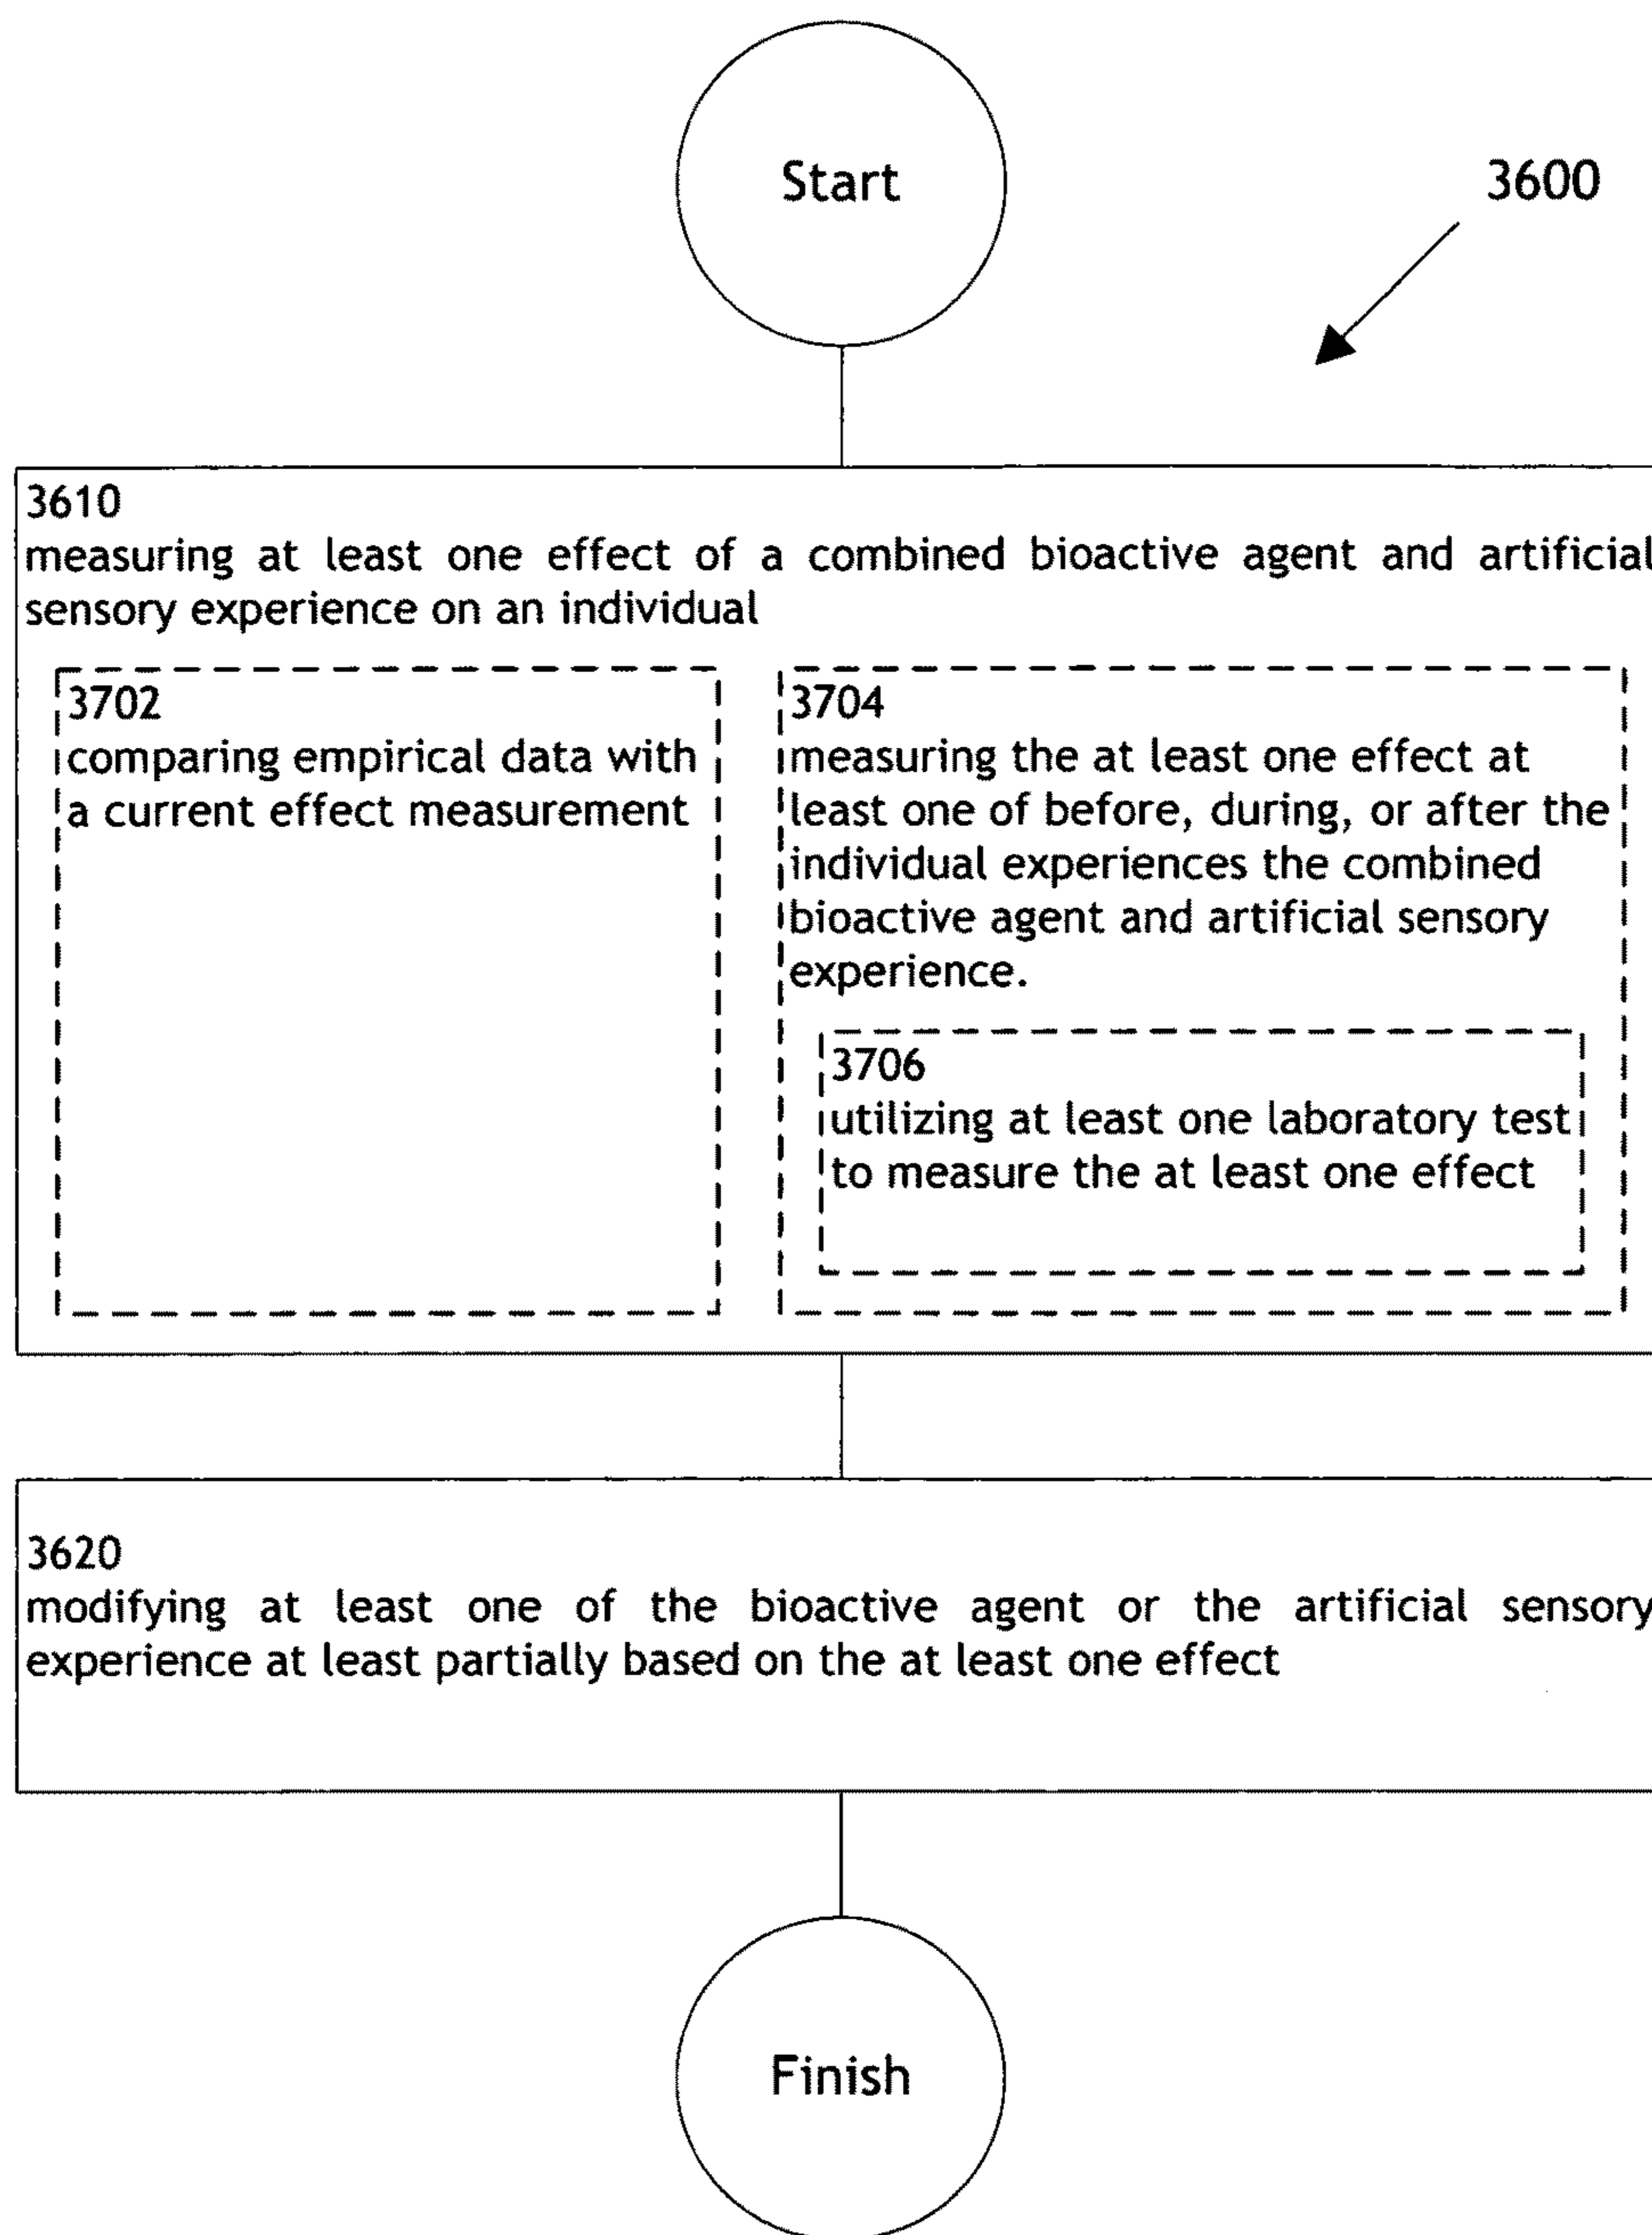 Start
3600
3610
measuring at least one effect of a combined bioactive agent and artificial
sensory experience on an individual
3702
comparing empirical data with
a current effect measurement
3704
measuring the at least one effect at
least one of before, during, or after the
individual experiences the combined
bioactive agent and artificial sensory
experience.
3706
utilizing at least one laboratory test
to measure the at least one effect
3620
modifying at least one of the bioactive agent or the artificial sensory
experience at least partially based on the at least one effect
Finish